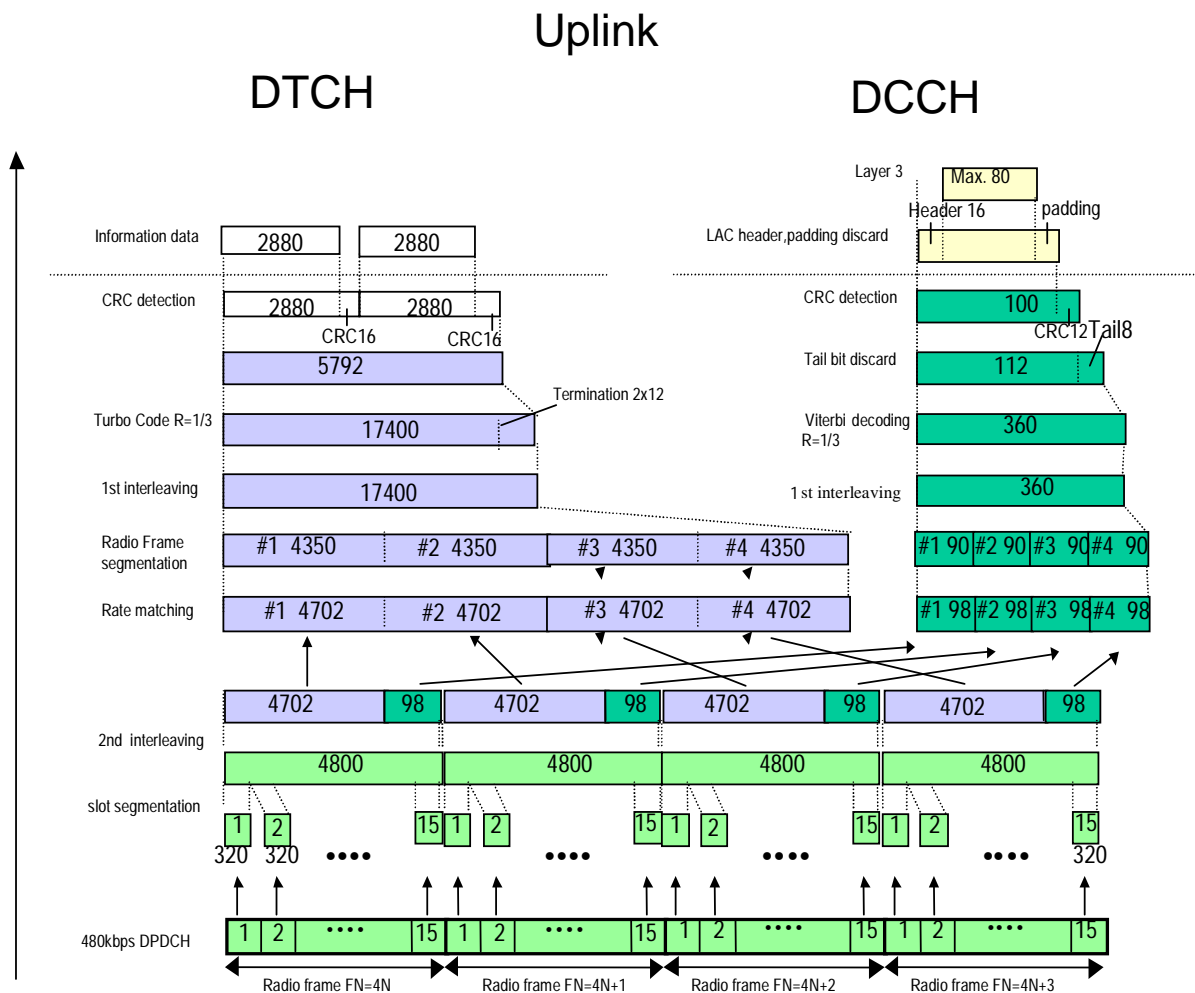 Uplink
DTCH
DCCH
Layer 3
Max. 80
Header 16
padding
Information data
2880
2880
LAC header,padding discard
CRC detection
2880
2880
CRC16
CRC16
CRC detection
100
CRC12
Tail8
5792
Tail bit discard
112
Termination 2x12
Turbo Code R=1/3
17400
Viterbi decoding
R=1/3
360
1st interleaving
17400
1st interleaving
360
Radio Frame
segmentation
#1 4350
#2 4350
#3 4350
#4 4350
#1 90
#2 90
#3 90
#4 90
Rate matching
#1 4702
#2 4702
#3 4702
#4 4702
#1 98
#2 98
#3 98
#4 98
4702
98
4702
98
4702
98
4702
98
2nd interleaving
4800
4800
4800
4800
slot segmentation
1
2
15
1
2
15
1
2
15
1
2
15
320
320
••••
••••
••••
••••
320
480kbps DPDCH
1
2
••••
15
1
2
••••
15
1
2
••••
15
1
2
••••
15
Radio frame FN=4N
Radio frame FN=4N+1
Radio frame FN=4N+2
Radio frame FN=4N+3